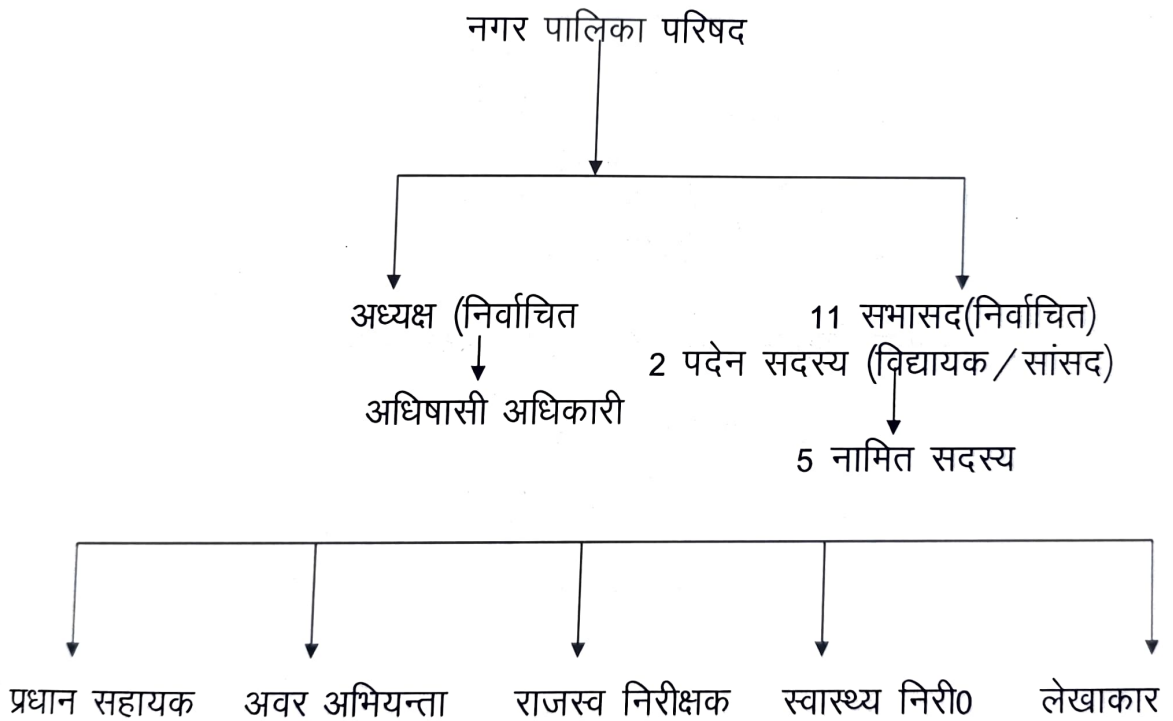 नगर पालिका परिषद
अध्यक्ष (निर्वाचित
11 सभासद(निर्वाचित)
2 पदेन सदस्य (विद्यायक / सांसद)
अधिषासी अधिकारी
5 नामित सदस्य
प्रधान सहायक अवर अभियन्ता राजस्व निरीक्षक स्वास्थ्य निरी0 लेखाकार